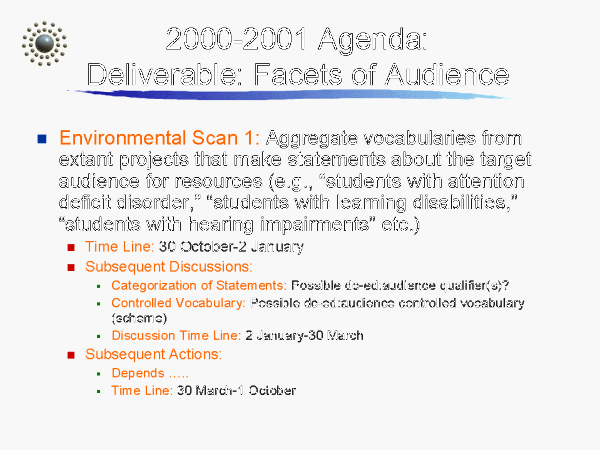 2000-2001 Agenda:
Deliverable: Facets of Audience
Environmental Scan 1: Aggregate vocabularies from
extant projects that make statements about the target
audience for resources (e.g., “students with attention
deficit disorder,” “students with learning disabilities,”
“students with hearing impairments” etc.)
Time Line: 30 October-2 January
Subsequent Discussions:
Categorization of Statements: Possible dc-ed:audience qualifier(s)?
Controlled Vocabulary: Possible dc-ed:audience controlled vocabulary
(scheme)
Discussion Time Line: 2 January-30 March
Subsequent Actions:
Depends …..
Time Line: 30 March-1 October